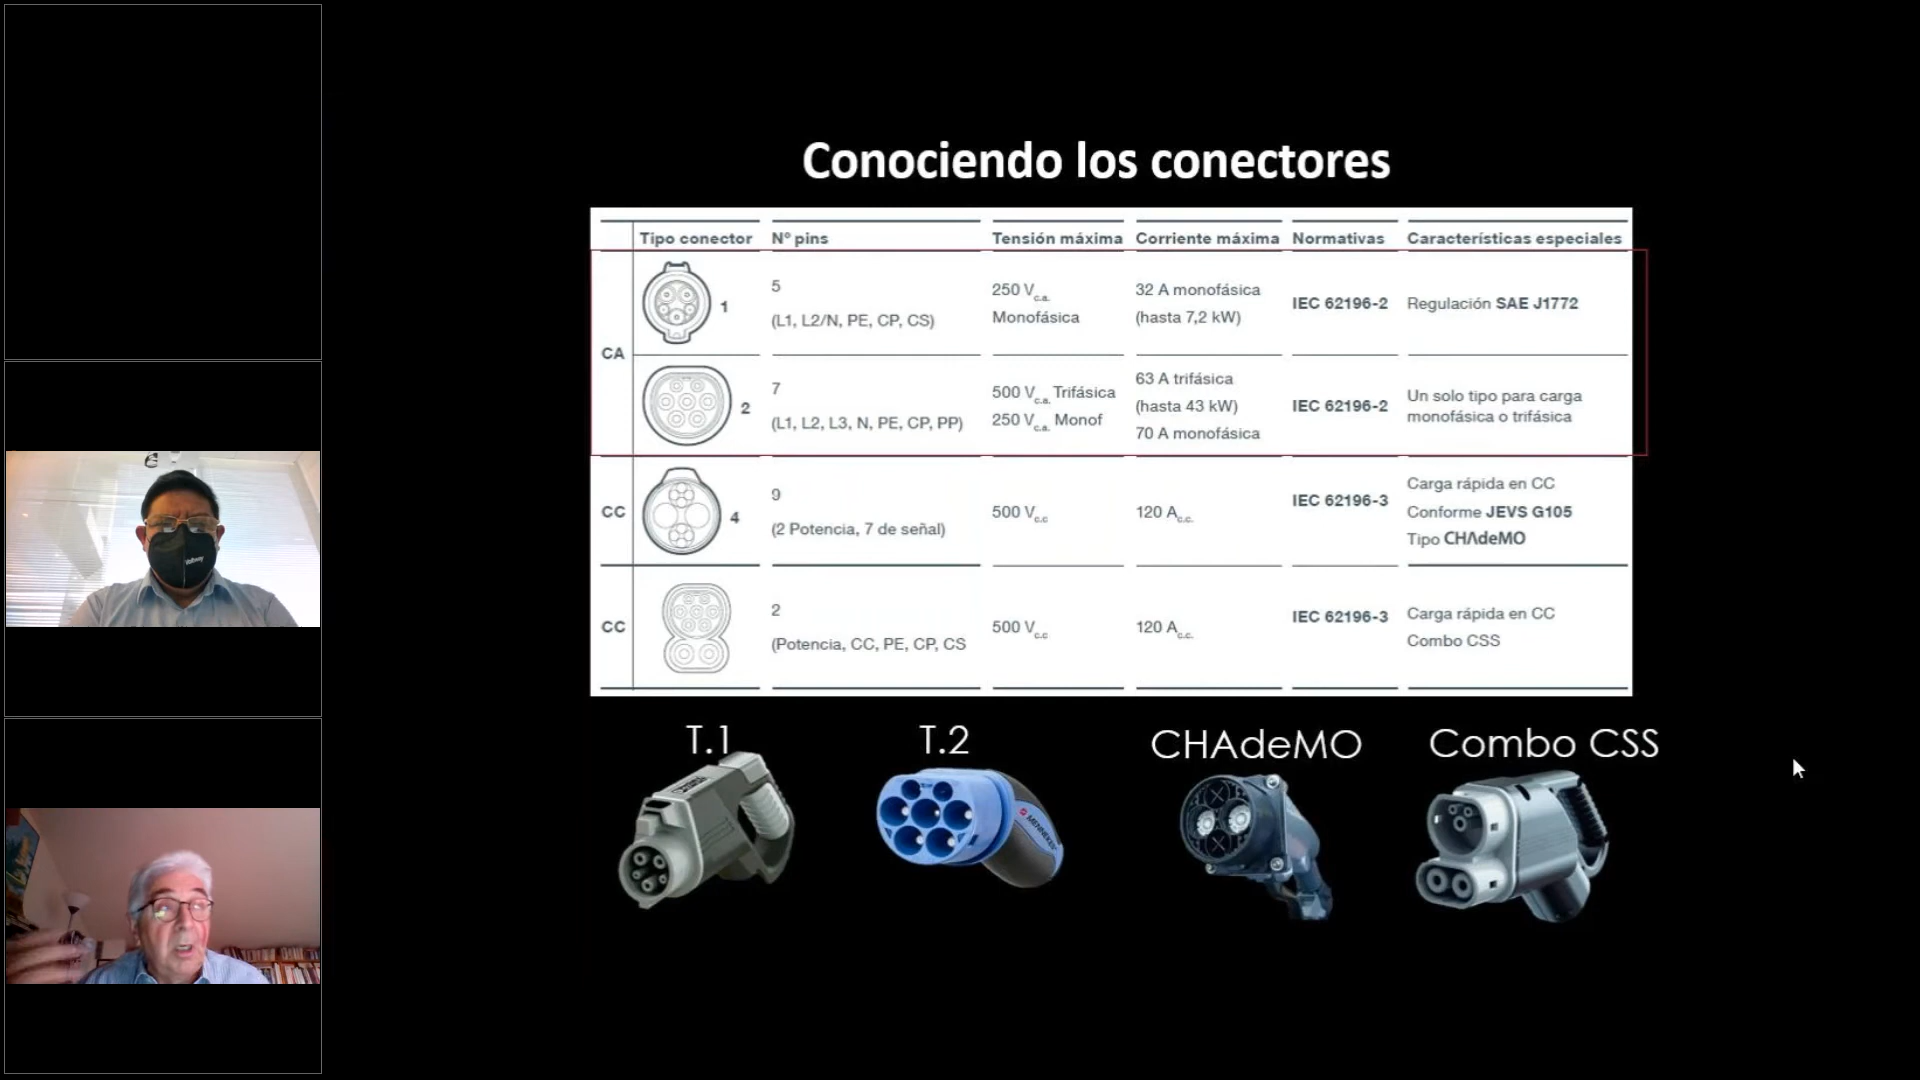 Conociendo los conectores
Tipo conector Nº pins Tensión máxima Corriente máxima Normativas Características especiales
CA
1
5
(L1, L2/N, PE, CP, CS)
250 Vc.a.
Monofásica
32 A monofásica
(hasta 7,2 kW)
IEC 62196-2
Regulación SAE J1772
2
7
(L1, L2, L3, N, PE, CP, PP)
500 Vc.a. Trifásica
250 Vc.a. Monof
63 A trifásica
(hasta 43 kW)
70 A monofásica
IEC 62196-2
Un solo tipo para carga
monofásica o trifásica
CC
4
9
(2 Potencia, 7 de señal)
500 Vc.c
120 Ac.c.
IEC 62196-3
Carga rápida en CC
Conforme JEVS G105
Tipo CHAdeMO
CC
2
(Potencia, CC, PE, CP, CS
500 Vc.c
120 Ac.c.
IEC 62196-3
Carga rápida en CC
Combo CSS
T.1 T.2 CHAdeMO Combo CSS
MENNEKES